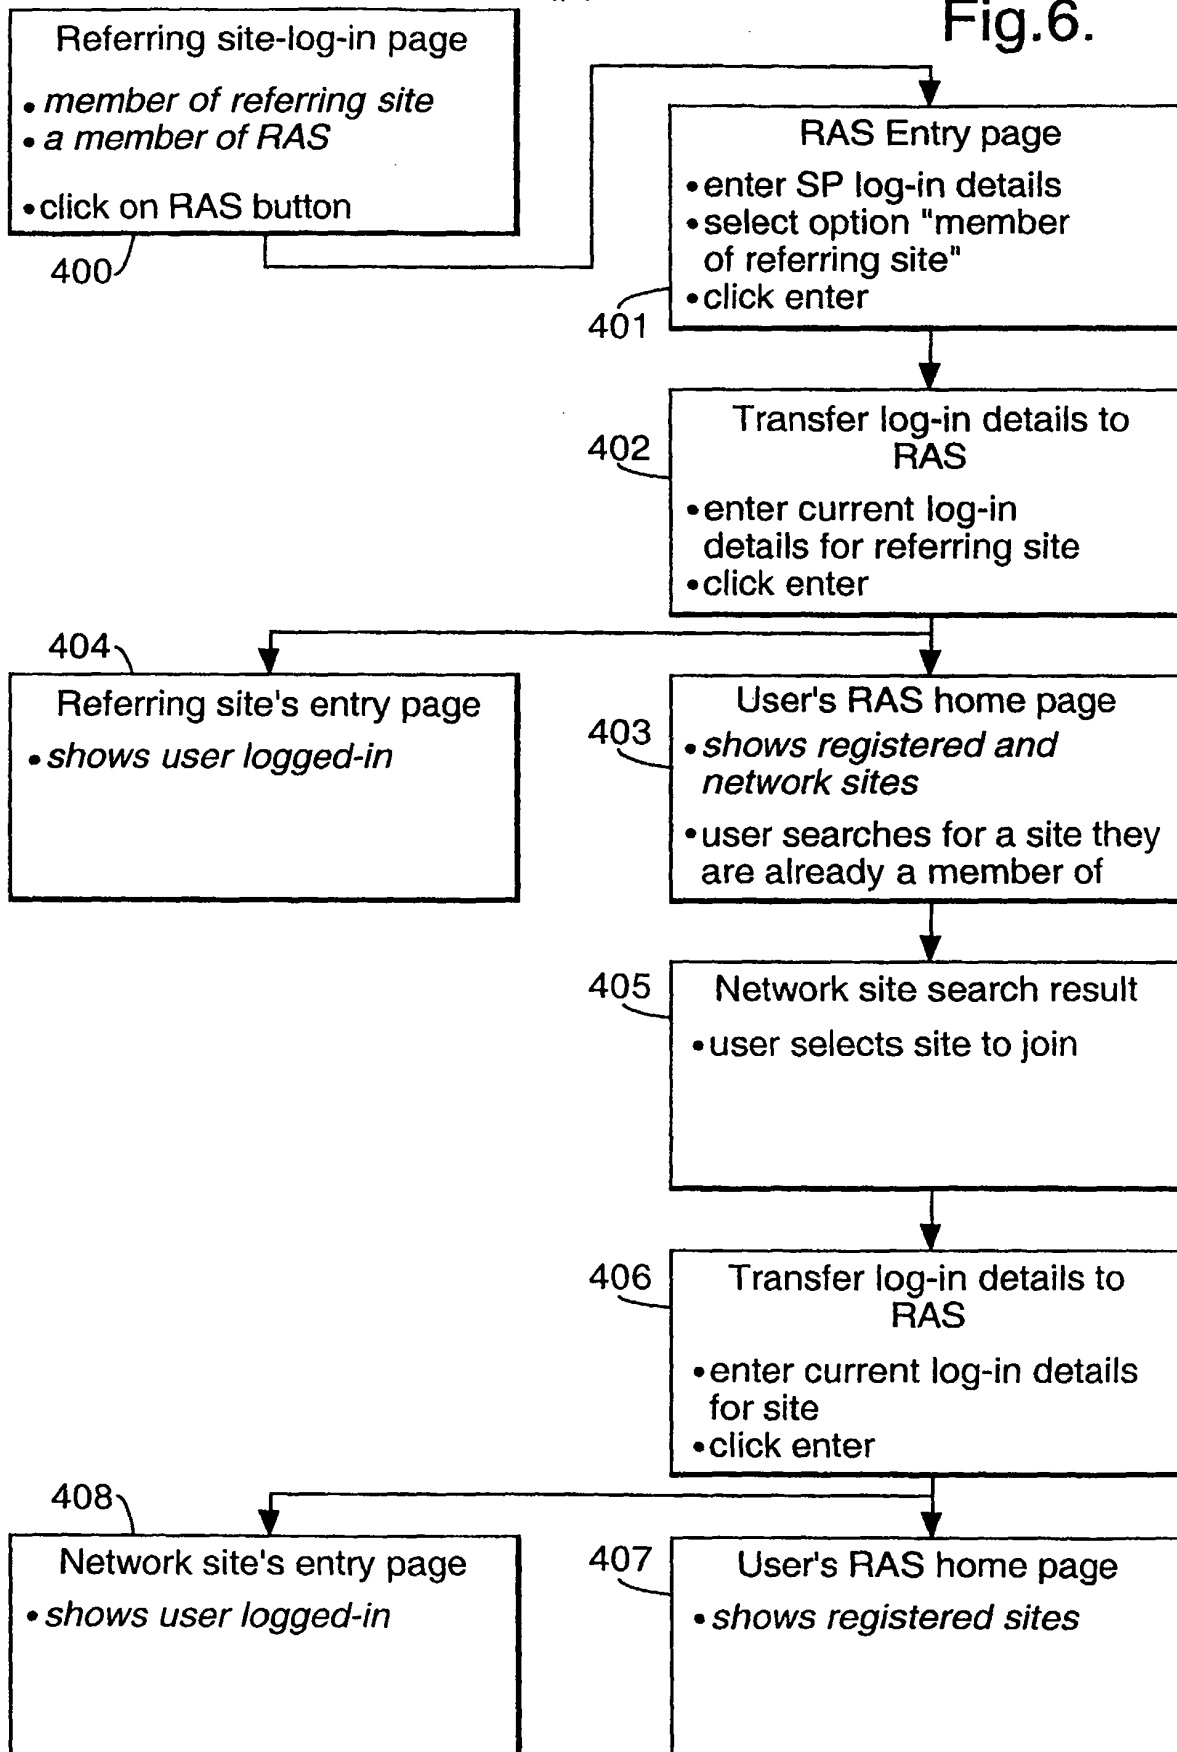 Fig.6.
Referring site-log-in page
• member of referring site
• a member of RAS
• click on RAS button
400
RAS Entry page
• enter SP log-in details
• select option "member
of referring site"
• click enter
401
Transfer log-in details to
RAS
• enter current log-in
details for referring site
• click enter
402
404
Referring site's entry page
• shows user logged-in
User's RAS home page
• shows registered and
network sites
• user searches for a site they
are already a member of
403
405
Network site search result
• user selects site to join
406
Transfer log-in details to
RAS
• enter current log-in details
for site
• click enter
408
Network site's entry page
• shows user logged-in
407
User's RAS home page
• shows registered sites